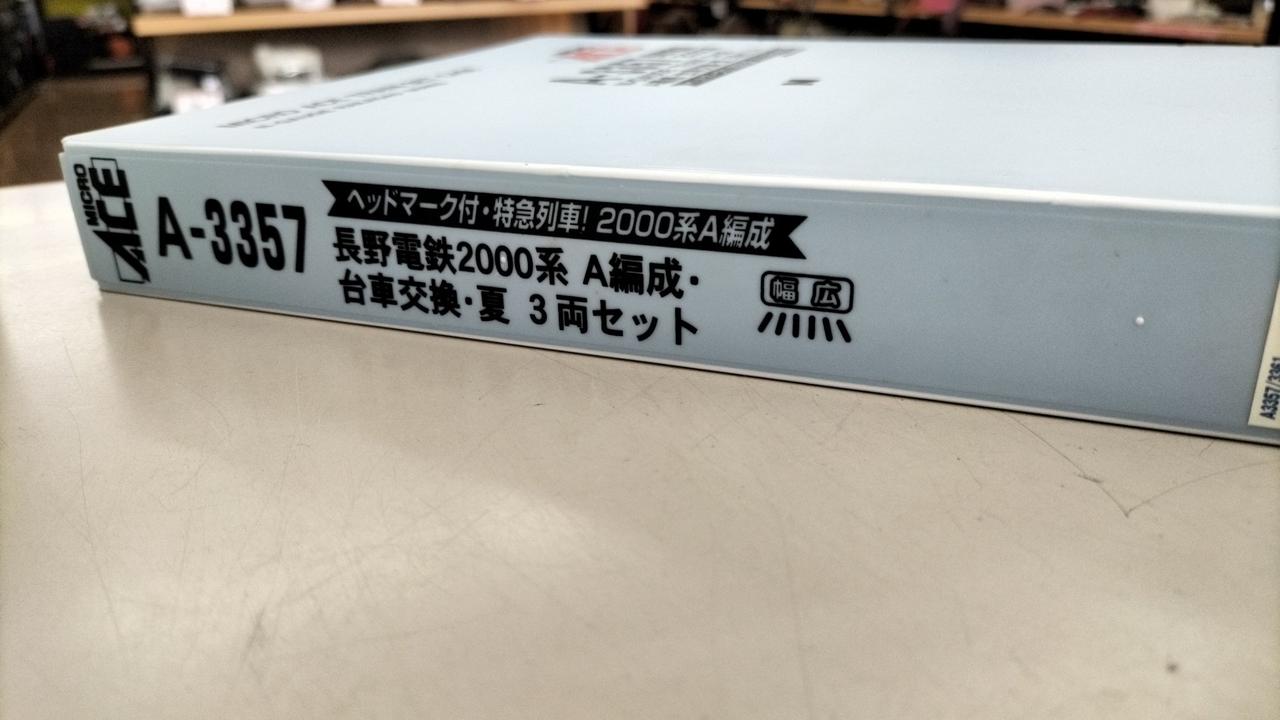 MICRO ACE
A-3357
ヘッドマーク付・特急列車! 2000系A編成
長野電鉄2000系 A編成・
台車交換・夏 3両セット
幅広
A3357/3361